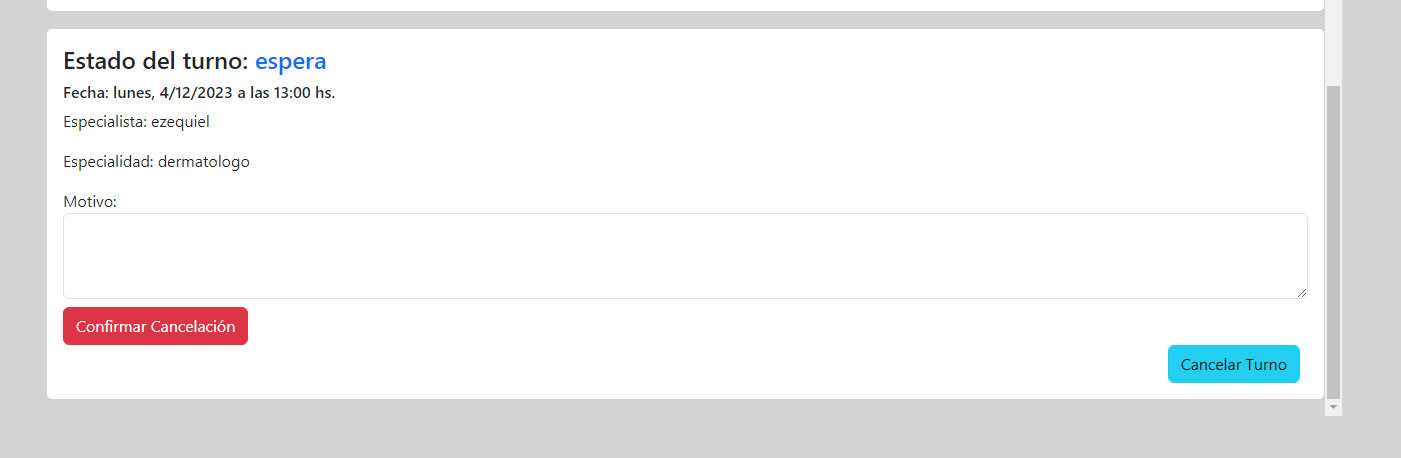 Estado del turno: espera
Fecha: lunes, 4/12/2023 a las 13:00 hs.
Especialista: ezequiel
Especialidad: dermatologo
Motivo:
Confirmar Cancelación
Cancelar Turno